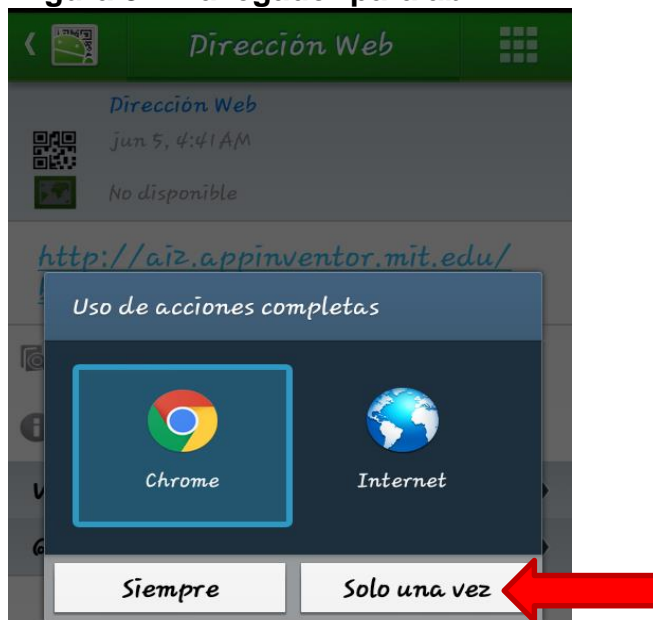 Dirección Web
Dirección Web
jun 5, 4:41 AM
No disponible
http://ai2.appinventor.mit.edu/
Uso de acciones completas
Chrome
Internet
Siempre
Solo una vez